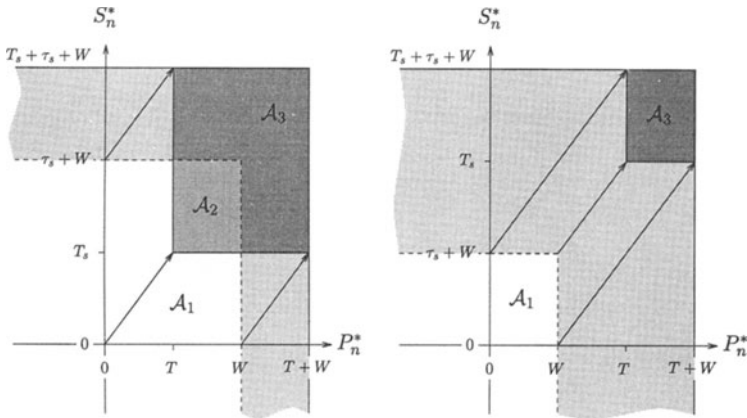 S*n
T_s + τ_s + W
A_3
τ_s + W
A_2
T_s
A_1
0
P*n
0
T
W
T + W
S*n
T_s + τ_s + W
A_3
T_s
τ_s + W
A_1
0
P*n
0
W
T
T + W